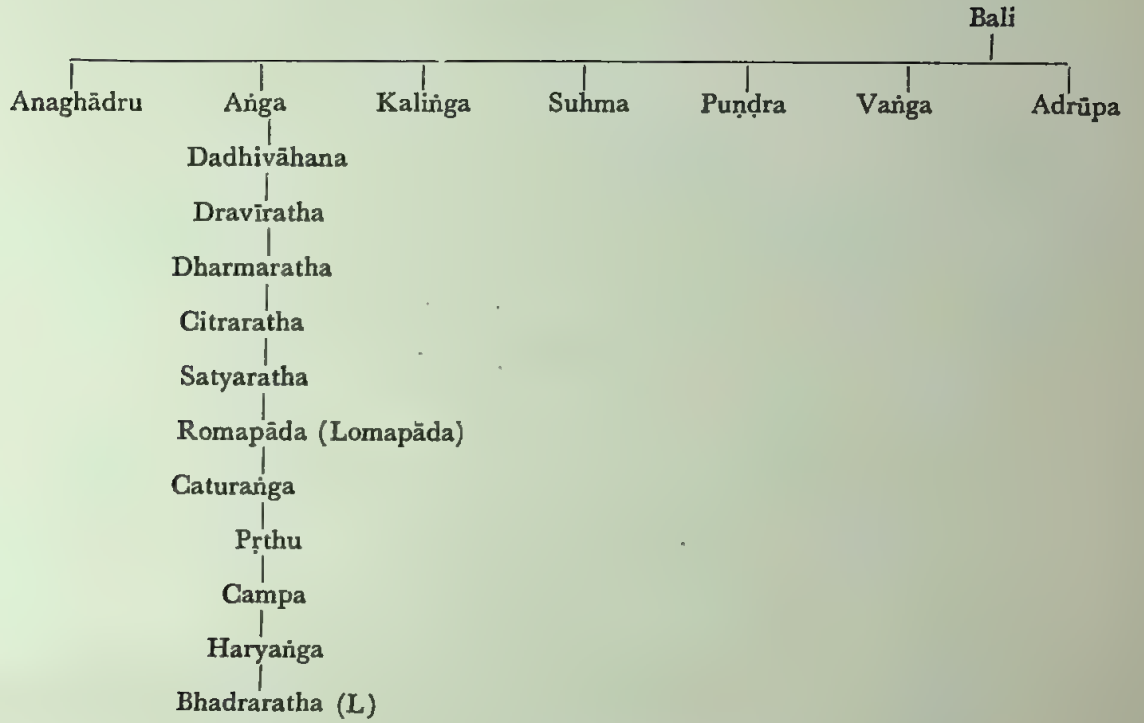 Bali
Anaghādru Aṅga Kaliṅga Suhma Puṇḍra Vaṅga Adrūpa
Dadhivāhana
Dravīratha
Dharmaratha
Citraratha
Satyaratha
Romapāda (Lomapāda)
Caturaṅga
Pṛthu
Campa
Haryaṅga
Bhadraratha (L)